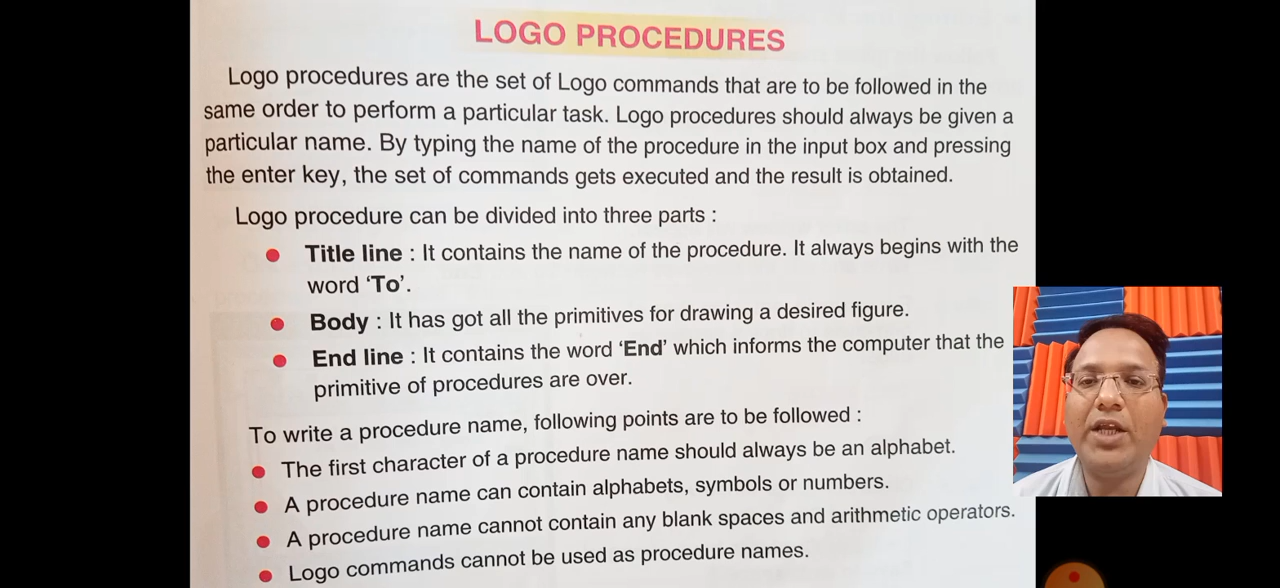 LOGO PROCEDURES
Logo procedures are the set of Logo commands that are to be followed in the
same order to perform a particular task. Logo procedures should always be given a
particular name. By typing the name of the procedure in the input box and pressing
the enter key, the set of commands gets executed and the result is obtained.
Logo procedure can be divided into three parts :
• Title line : It contains the name of the procedure. It always begins with the
word ‘To’.
• Body : It has got all the primitives for drawing a desired figure.
• End line : It contains the word ‘End’ which informs the computer that the
primitive of procedures are over.
To write a procedure name, following points are to be followed :
• The first character of a procedure name should always be an alphabet.
• A procedure name can contain alphabets, symbols or numbers.
• A procedure name cannot contain any blank spaces and arithmetic operators.
• Logo commands cannot be used as procedure names.